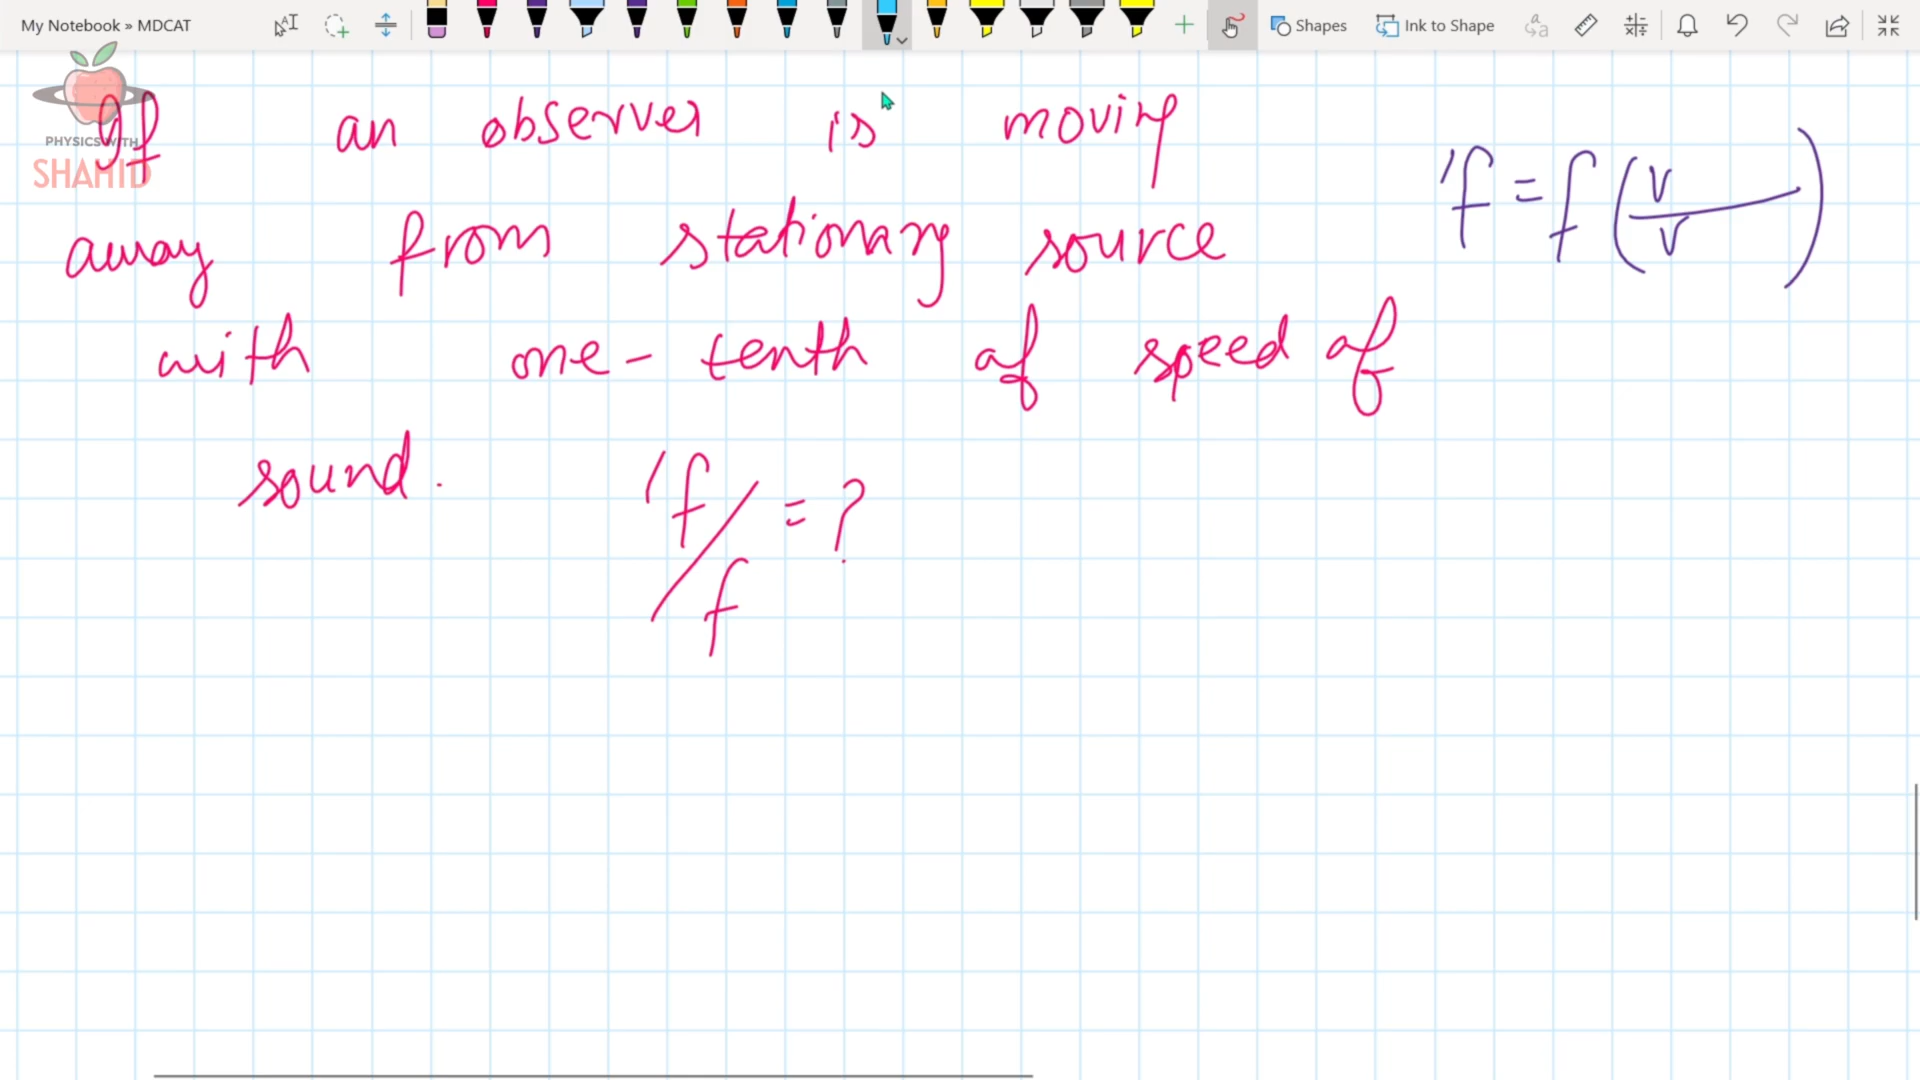 My Notebook » MDCAT
Shapes
Ink to Shape
PHYSICS WITH
SHAHID
If an observer is moving
away from stationary source
with one-tenth of speed of
sound. 'f/f = ?
'f = f(v/v)